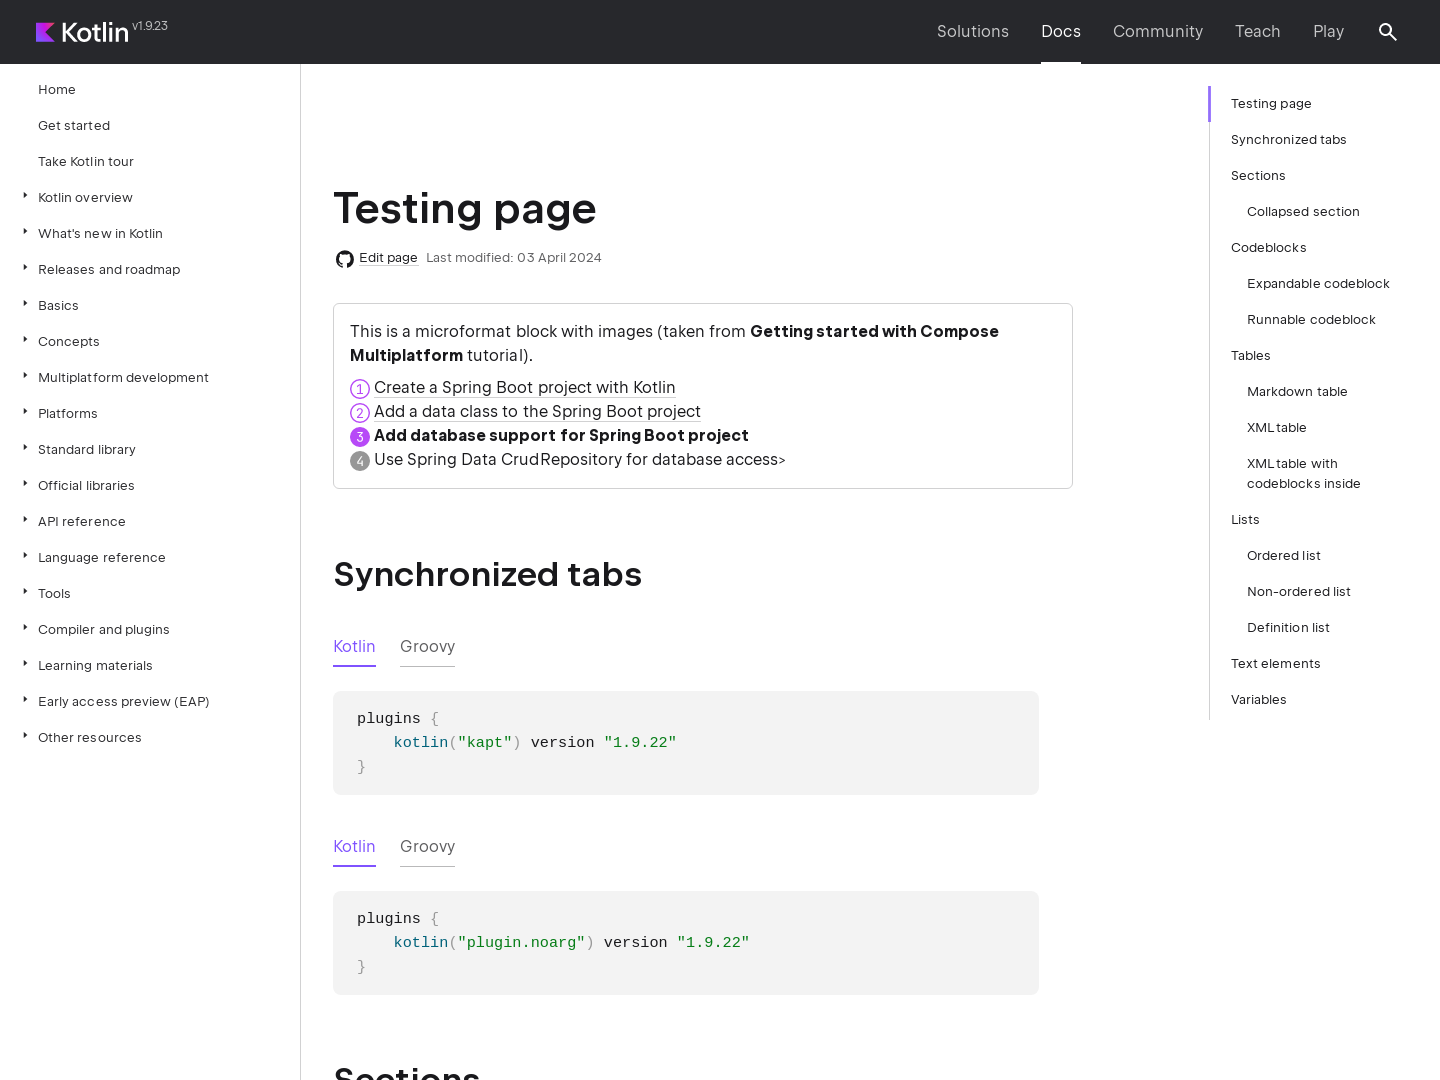 Kotlin v1.9.23
Solutions
Docs
Community
Teach
Play
Home
Get started
Take Kotlin tour
Kotlin overview
What's new in Kotlin
Releases and roadmap
Basics
Concepts
Multiplatform development
Platforms
Standard library
Official libraries
API reference
Language reference
Tools
Compiler and plugins
Learning materials
Early access preview (EAP)
Other resources
Testing page
Edit page Last modified: 03 April 2024
This is a microformat block with images (taken from Getting started with Compose
Multiplatform tutorial).
1 Create a Spring Boot project with Kotlin
2 Add a data class to the Spring Boot project
3 Add database support for Spring Boot project
4 Use Spring Data CrudRepository for database access>
Synchronized tabs
Kotlin Groovy
plugins {
    kotlin("kapt") version "1.9.22"
}
Kotlin Groovy
plugins {
    kotlin("plugin.noarg") version "1.9.22"
}
Sections
Testing page
Synchronized tabs
Sections
Collapsed section
Codeblocks
Expandable codeblock
Runnable codeblock
Tables
Markdown table
XML table
XML table with
codeblocks inside
Lists
Ordered list
Non-ordered list
Definition list
Text elements
Variables